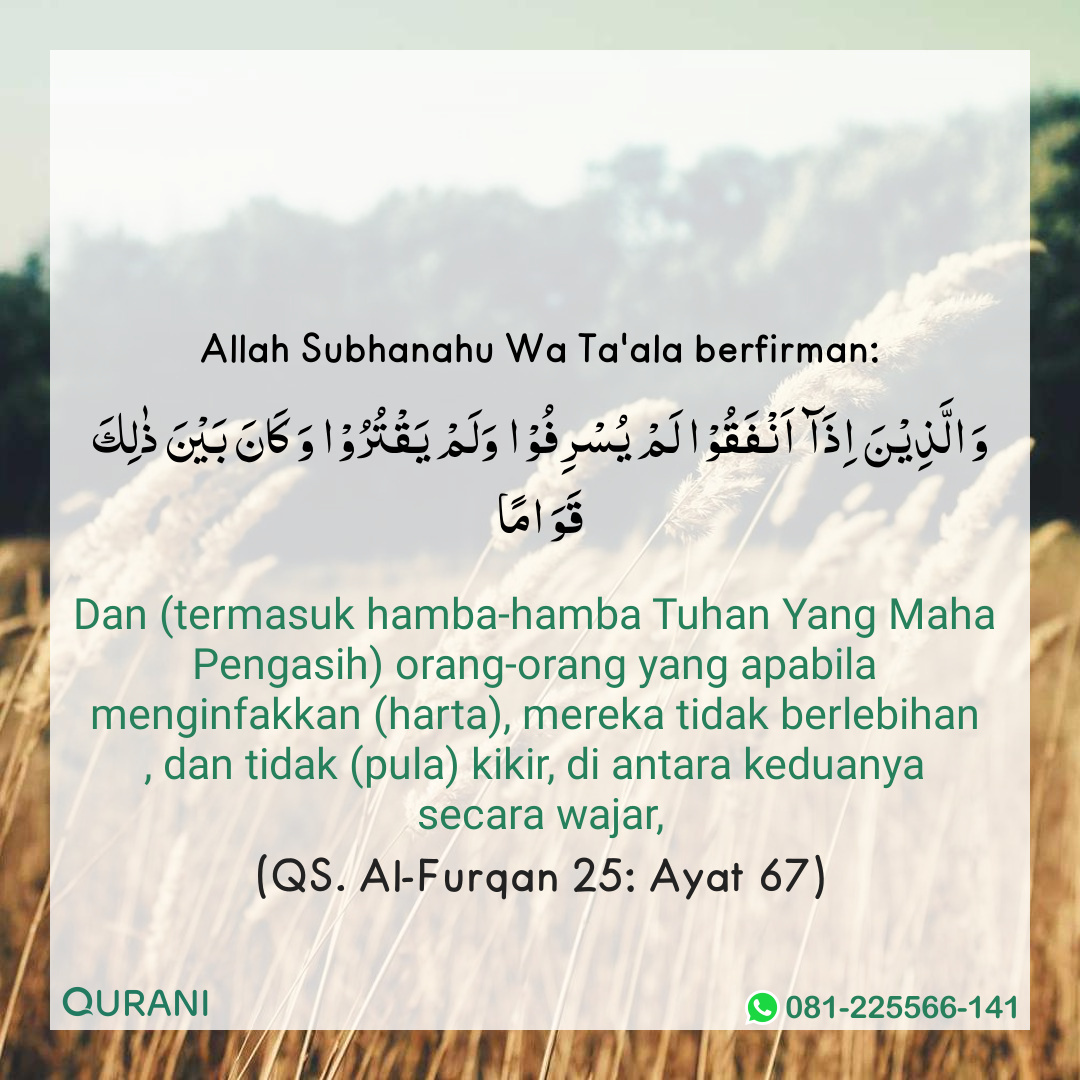 Allah Subhanahu Wa Ta'ala berfirman:
وَالَّذِيْنَ اِذَاۤ اَنْفَقُوْا لَمْ يُسْرِفُوْا وَلَمْ يَقْتُرُوْا وَكَانَ بَيْنَ ذٰلِكَ
قَوَامًا
Dan (termasuk hamba-hamba Tuhan Yang Maha
Pengasih) orang-orang yang apabila
menginfakkan (harta), mereka tidak berlebihan
, dan tidak (pula) kikir, di antara keduanya
secara wajar,
(QS. Al-Furqan 25: Ayat 67)
QURANI
081-225566-141